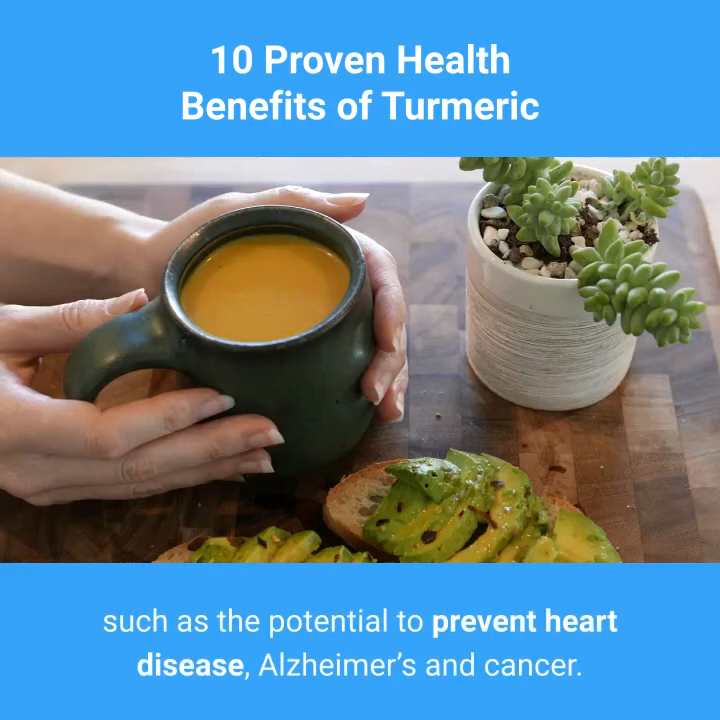 10 Proven Health
Benefits of Turmeric
such as the potential to prevent heart
disease, Alzheimer’s and cancer.